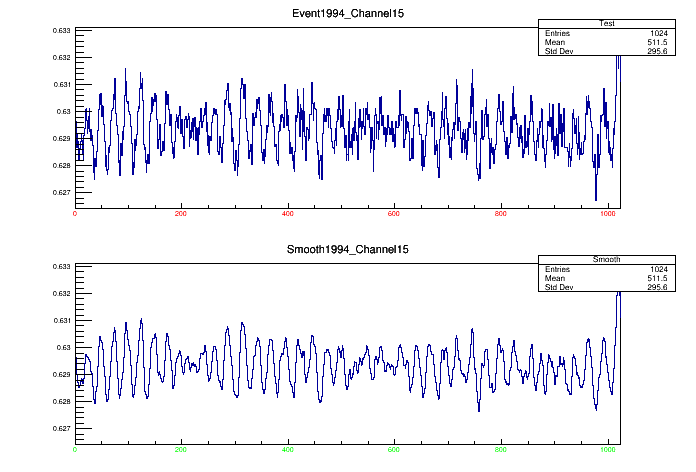 Event1994_Channel15
Test
Entries 1024
Mean 511.5
Std Dev 295.6
0.633
0.632
0.631
0.63
0.629
0.628
0.627
0 200 400 600 800 1000
Smooth1994_Channel15
Smooth
Entries 1024
Mean 511.5
Std Dev 295.6
0.633
0.632
0.631
0.63
0.629
0.628
0.627
0 200 400 600 800 1000